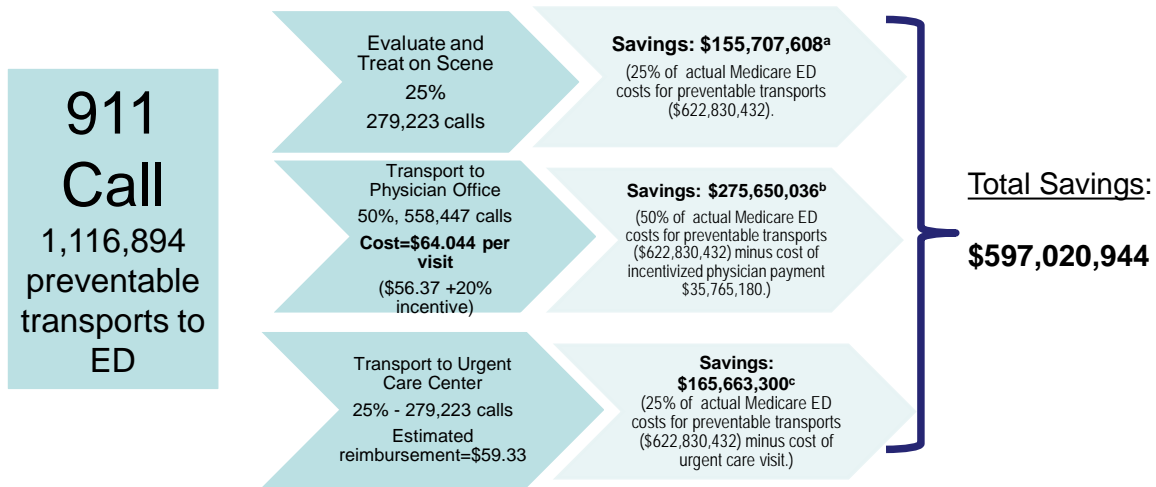 911
Call
1,116,894
preventable
transports to
ED
Evaluate and
Treat on Scene
25%
279,223 calls
Savings: $155,707,608a
(25% of actual Medicare ED
costs for preventable transports
($622,830,432).
Transport to
Physician Office
50%, 558,447 calls
Cost=$64.044 per
visit
($56.37 +20%
incentive)
Savings: $275,650,036b
(50% of actual Medicare ED
costs for preventable transports
($622,830,432) minus cost of
incentivized physician payment
$35,765,180.)
Transport to Urgent
Care Center
25% - 279,223 calls
Estimated
reimbursement=$59.33
Savings:
$165,663,300c
(25% of actual Medicare ED
costs for preventable transports
($622,830,432) minus cost of
urgent care visit.)
Total Savings:
$597,020,944